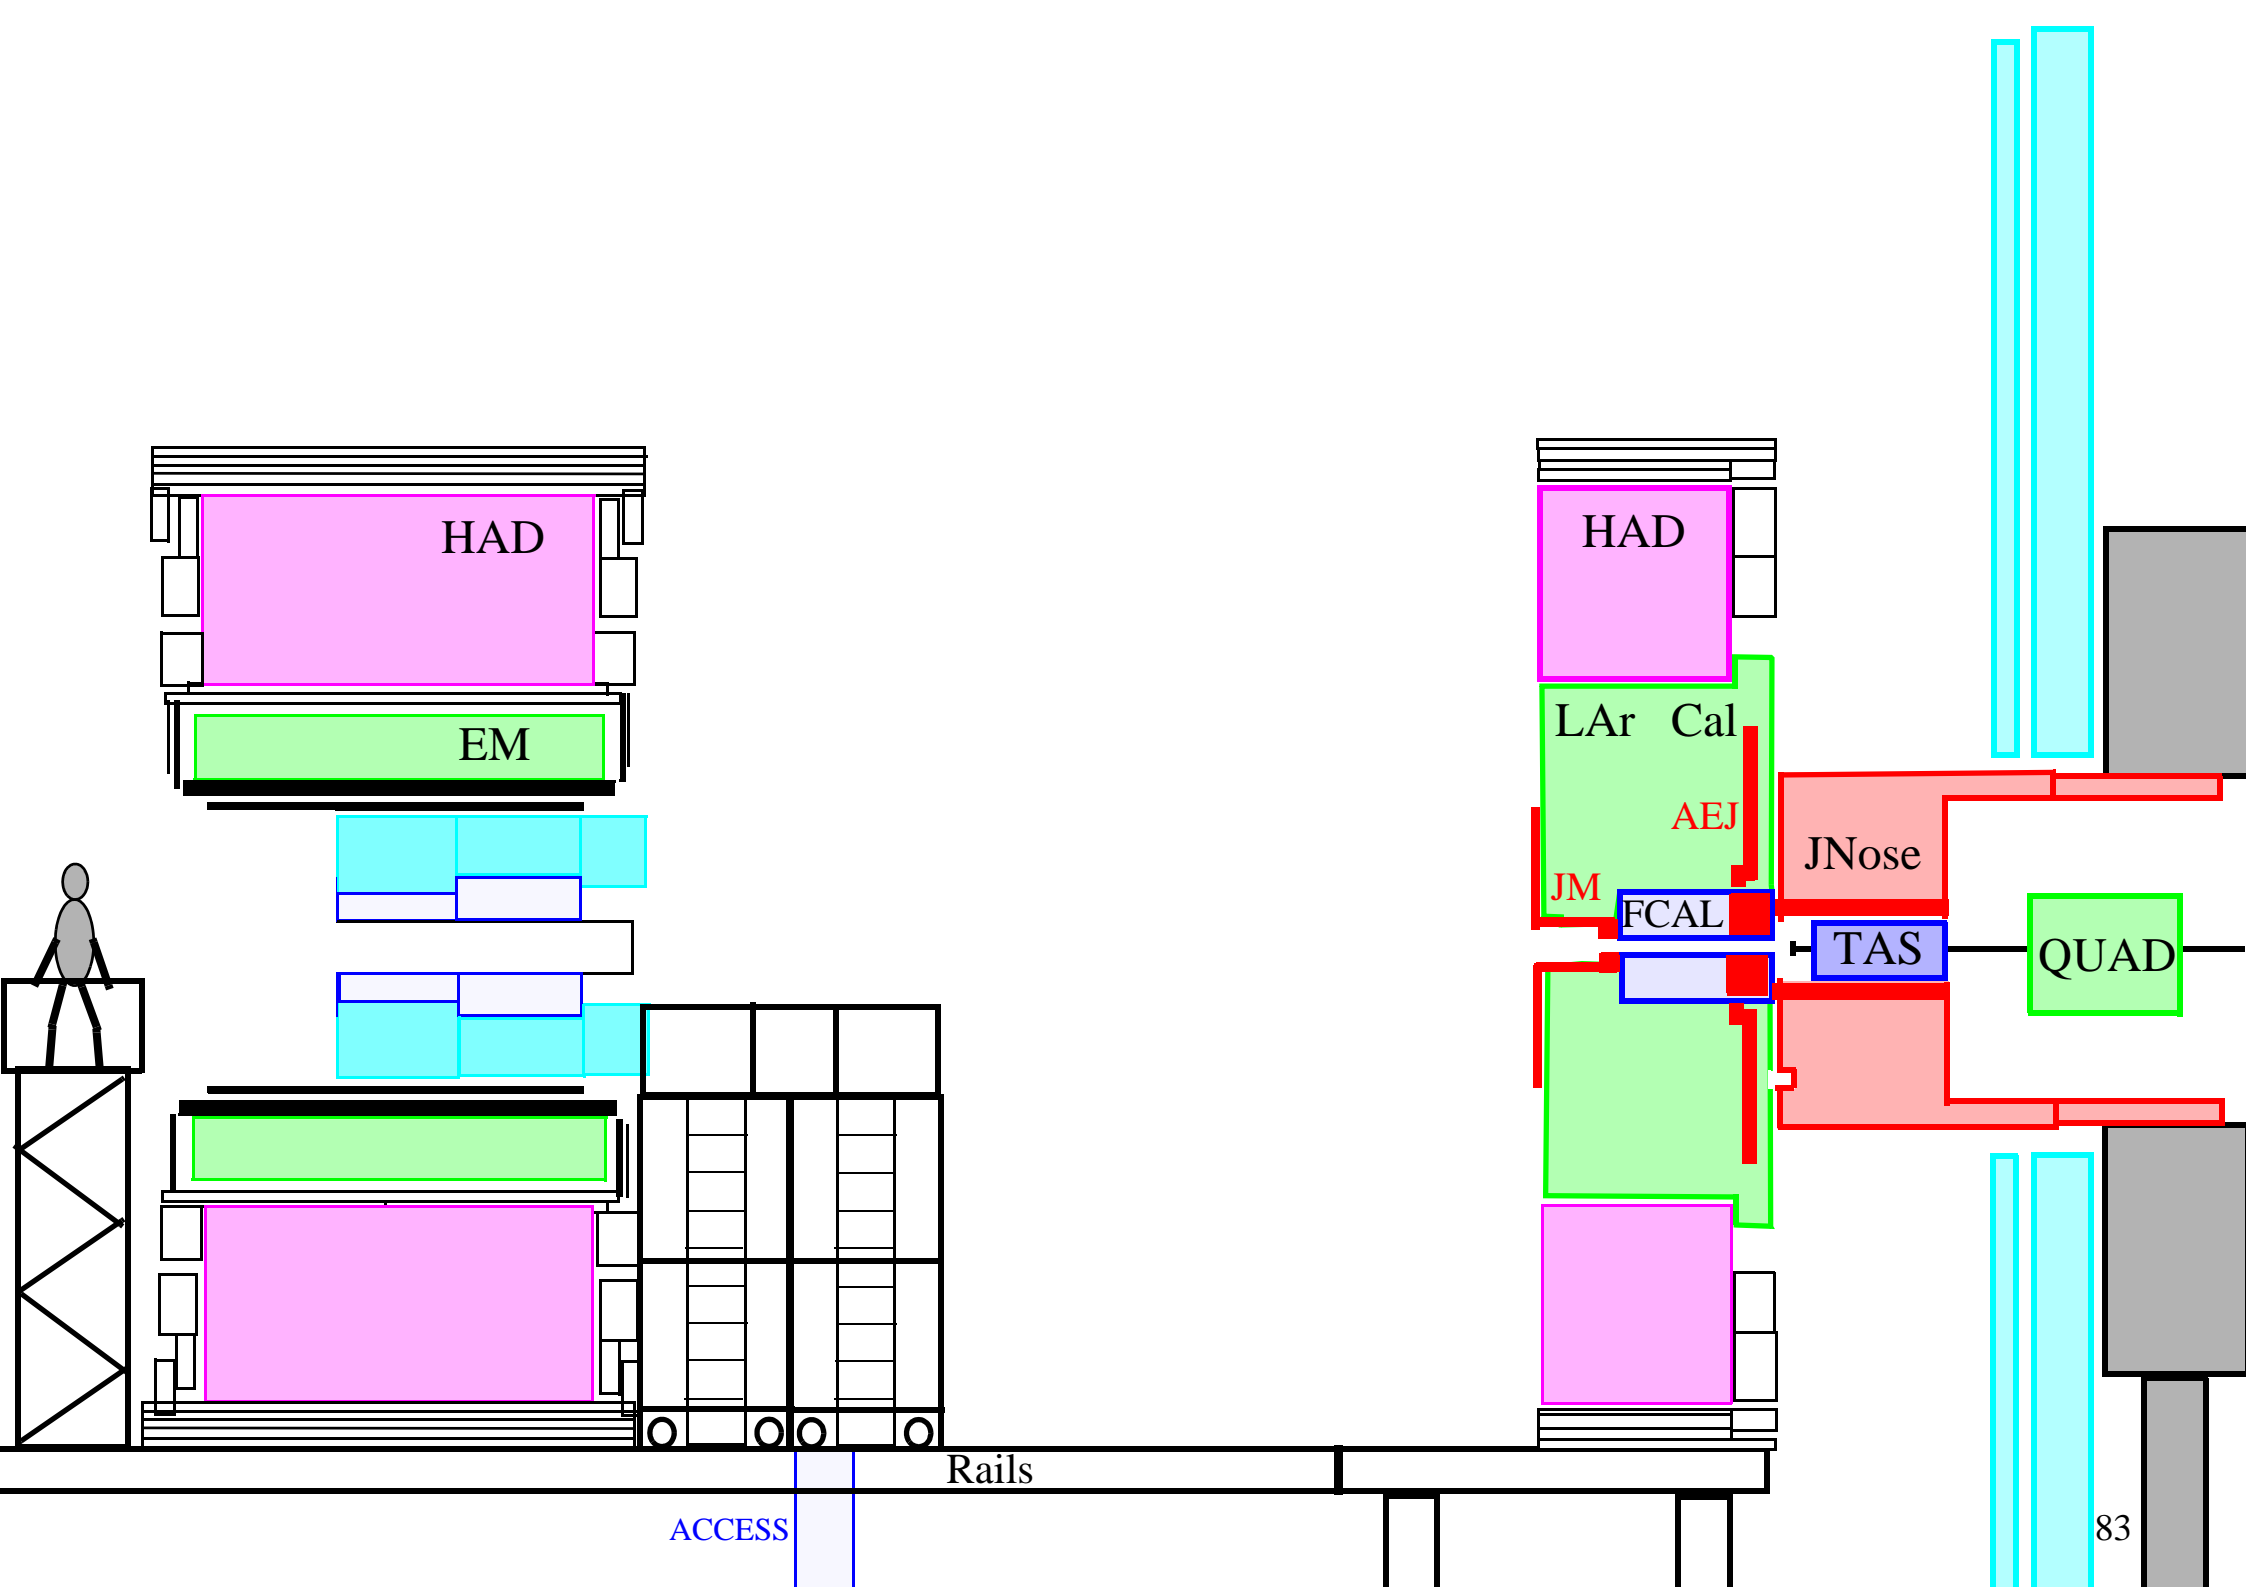 HAD
HAD
LAr Cal
EM
AEJ
JNose
JM
FCAL
TAS
QUAD
Rails
ACCESS
83